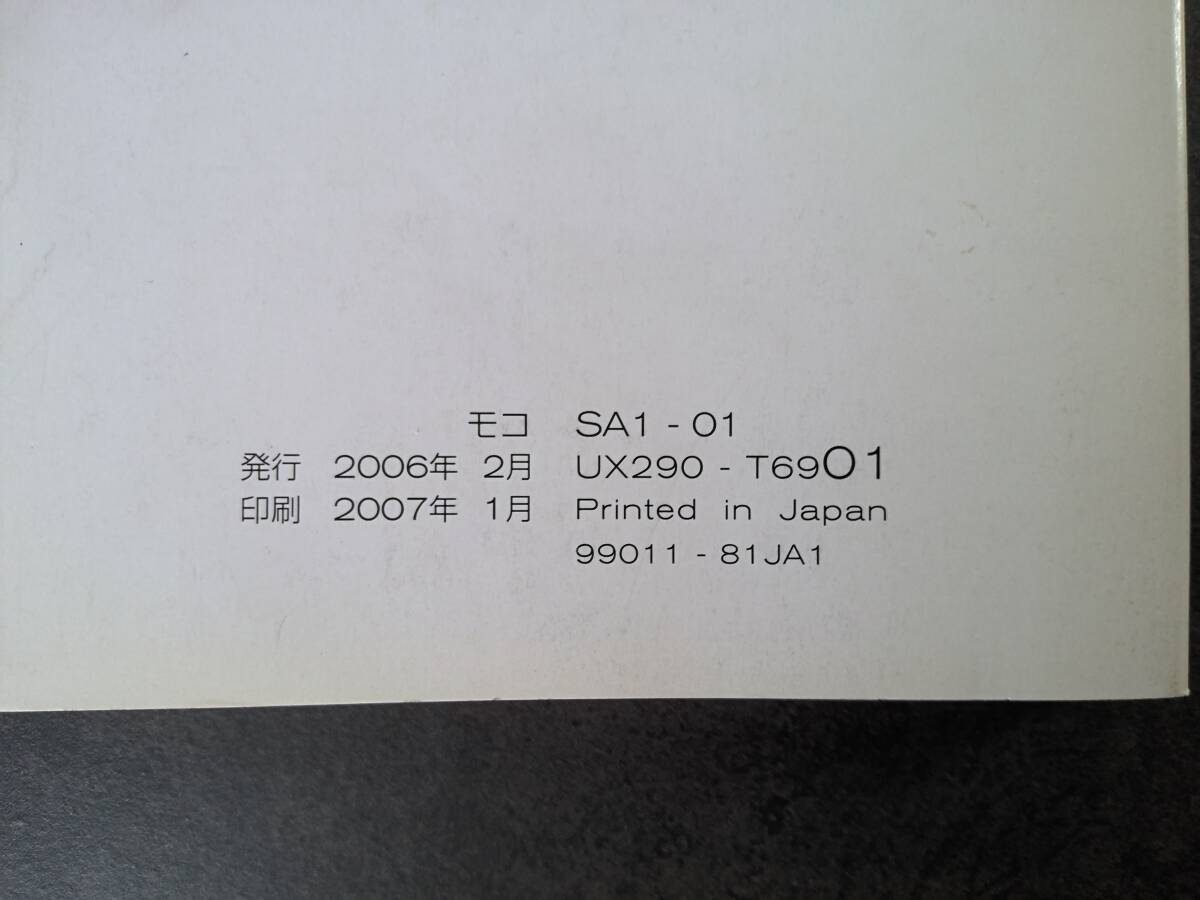 モコ SA1 - 01
発行 2006年 2月 UX290 - T6901
印刷 2007年 1月 Printed in Japan
99011 - 81JA1